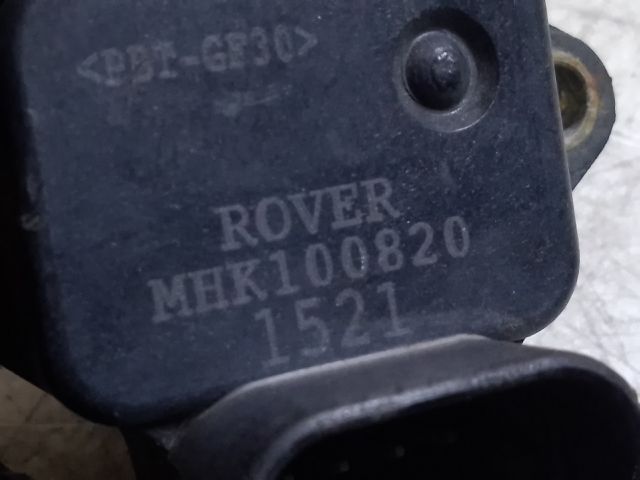 <PBT-GF30>
ROVER
MHK100820
1521